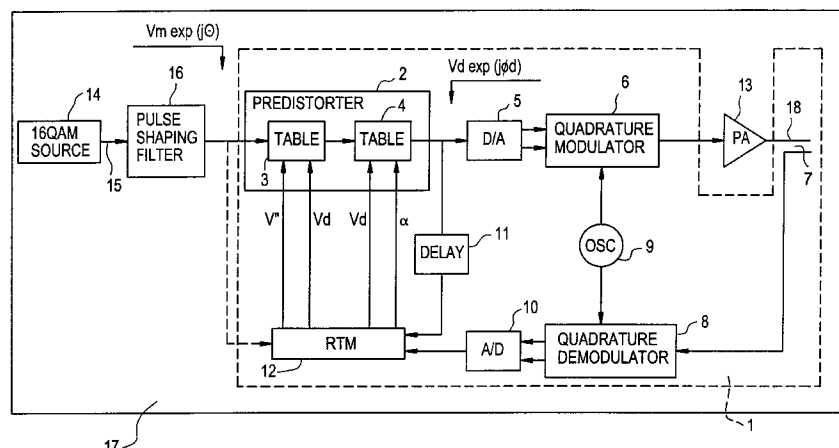 Vm exp (jΘ)
16
2
Vd exp (jød)
14
PULSE
SHAPING
FILTER
PREDISTORTER
4
5
6
13
16QAM
SOURCE
TABLE
TABLE
D/A
QUADRATURE
MODULATOR
PA
18
15
3
7
V"
Vd
Vd
α
11
DELAY
OSC
9
10
8
RTM
A/D
QUADRATURE
DEMODULATOR
12
1
17